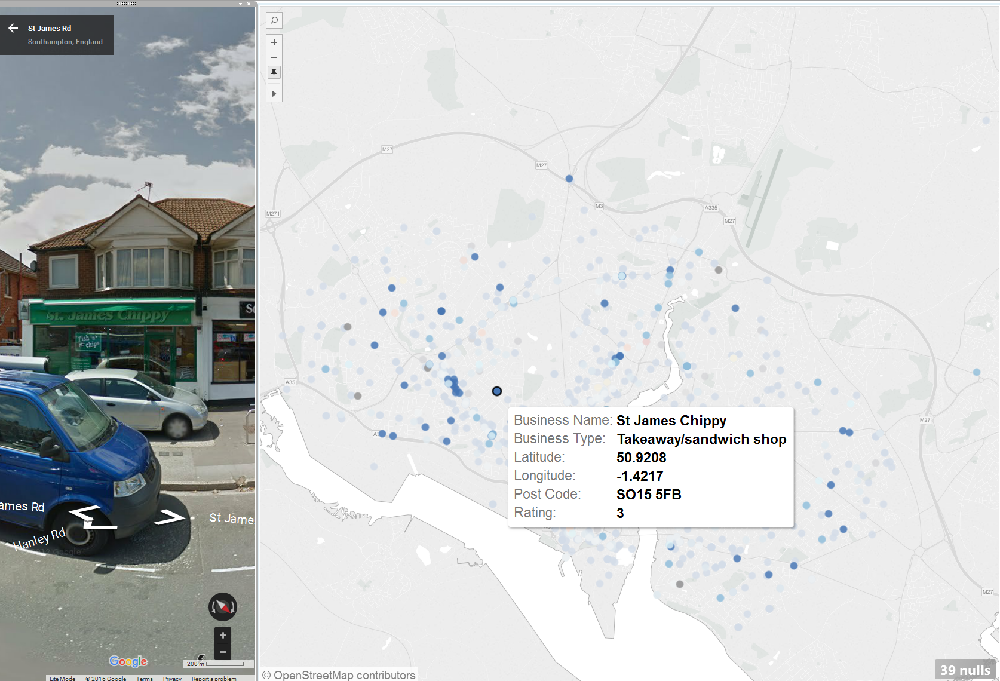 St James Rd
Southampton, England
St. James Chippy
Fish 'n'
chips
St
ames Rd
St Jame
Hanley Rd
Google
200 m
Lite Mode © 2016 Google Terms Privacy Report a problem
M27
M27
M271
M3
A335
M27
A35
M27
M27
Business Name: St James Chippy
Business Type: Takeaway/sandwich shop
Latitude: 50.9208
Longitude: -1.4217
Post Code: SO15 5FB
Rating: 3
© OpenStreetMap contributors
39 nulls